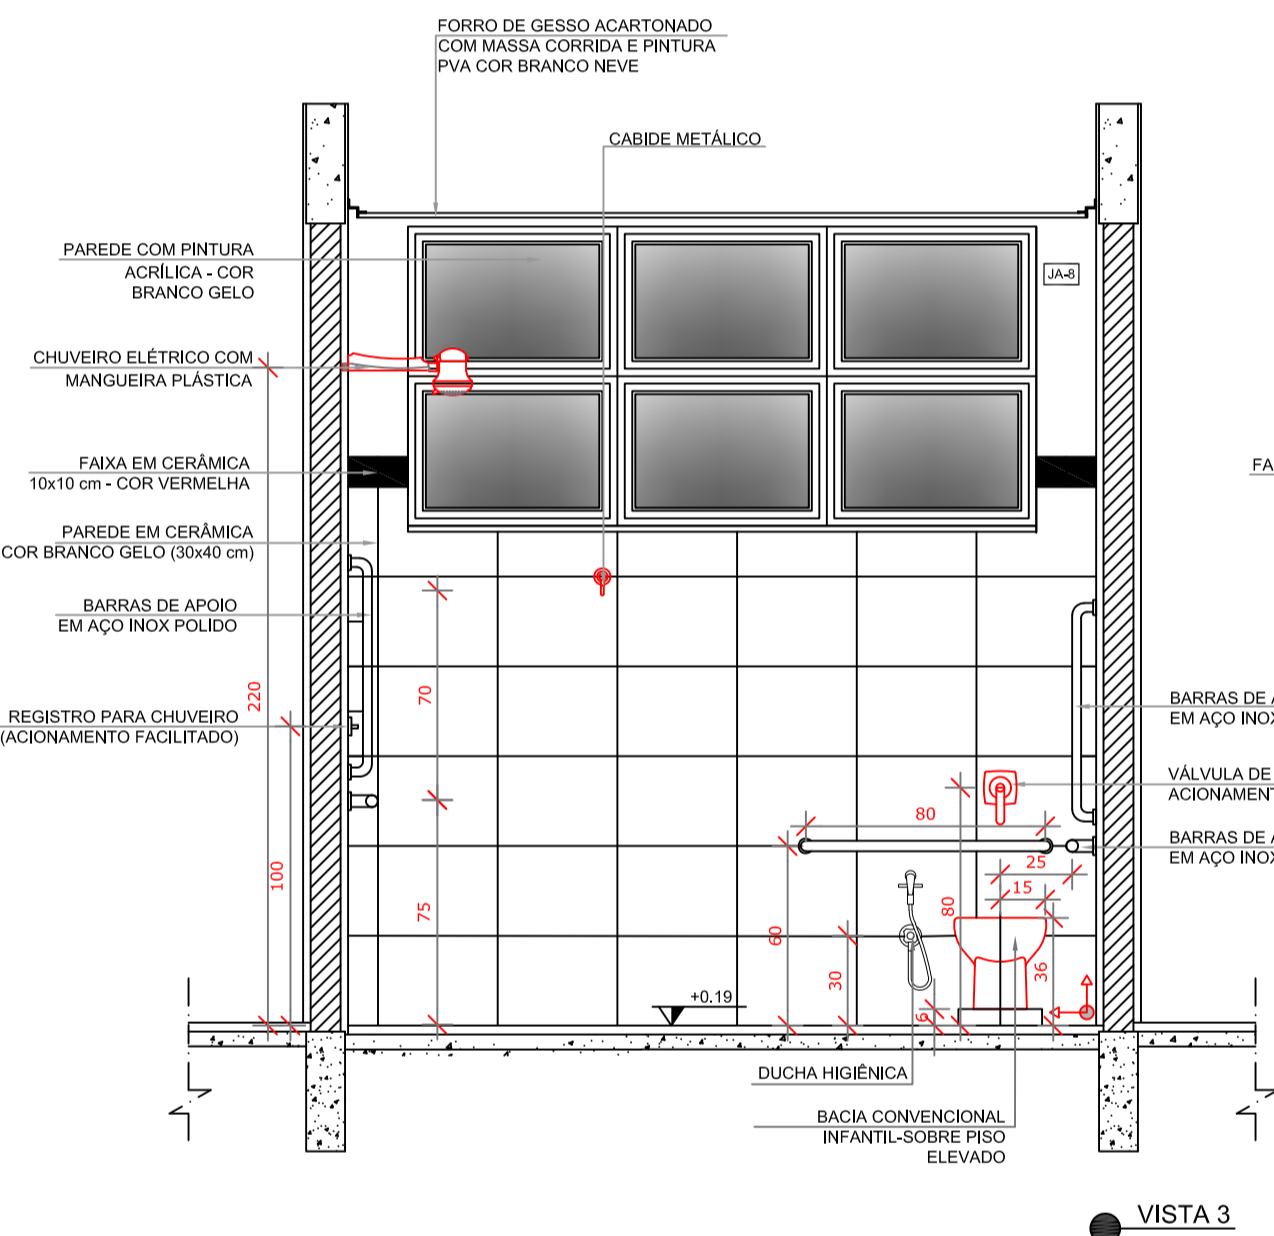 FORRO DE GESSO ACARTONADO
COM MASSA CORRIDA E PINTURA
PVA COR BRANCO NEVE
CABIDE METÁLICO
PAREDE COM PINTURA
ACRÍLICA - COR
BRANCO GELO
JA-8
CHUVEIRO ELÉTRICO COM
MANGUEIRA PLÁSTICA
FAIXA EM CERÂMICA
10x10 cm - COR VERMELHA
FA
PAREDE EM CERÂMICA
COR BRANCO GELO (30x40 cm)
BARRAS DE APOIO
EM AÇO INOX POLIDO
220
70
REGISTRO PARA CHUVEIRO
(ACIONAMENTO FACILITADO)
BARRAS DE A
EM AÇO INOX
VÁLVULA DE
ACIONAMENT
80
BARRAS DE A
EM AÇO INOX
100
75
25
15
80
60
30
36
6
+0.19
DUCHA HIGIÊNICA
BACIA CONVENCIONAL
INFANTIL-SOBRE PISO
ELEVADO
VISTA 3